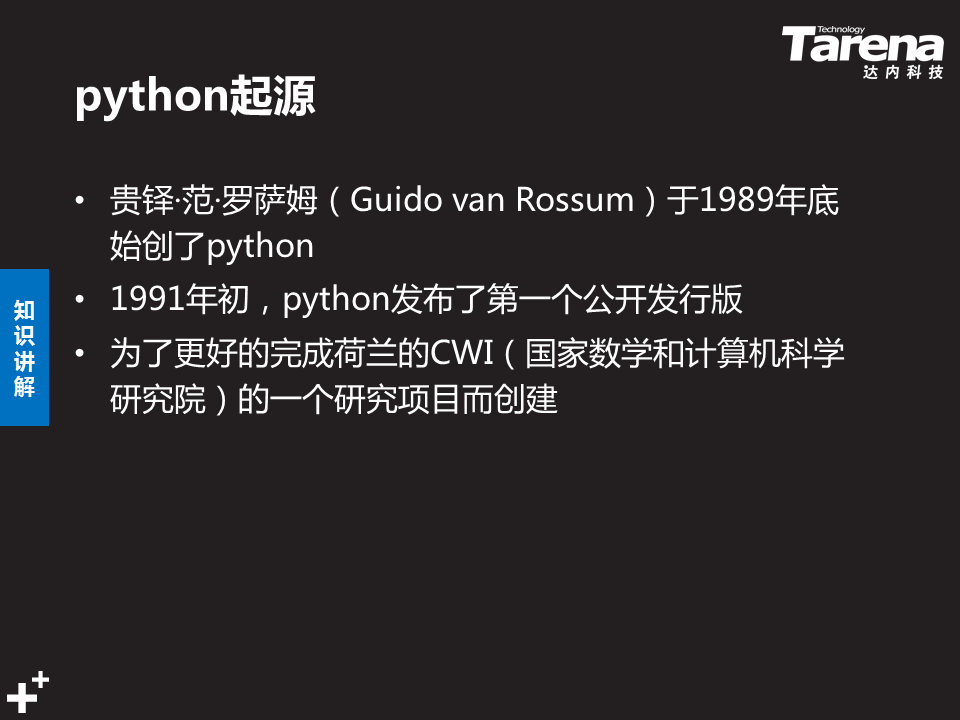 Technology
Tarena
达内科技
python起源
• 贵铎·范·罗萨姆（Guido van Rossum）于1989年底
始创了python
• 1991年初，python发布了第一个公开发行版
• 为了更好的完成荷兰的CWI（国家数学和计算机科学
研究院）的一个研究项目而创建
知
识
讲
解